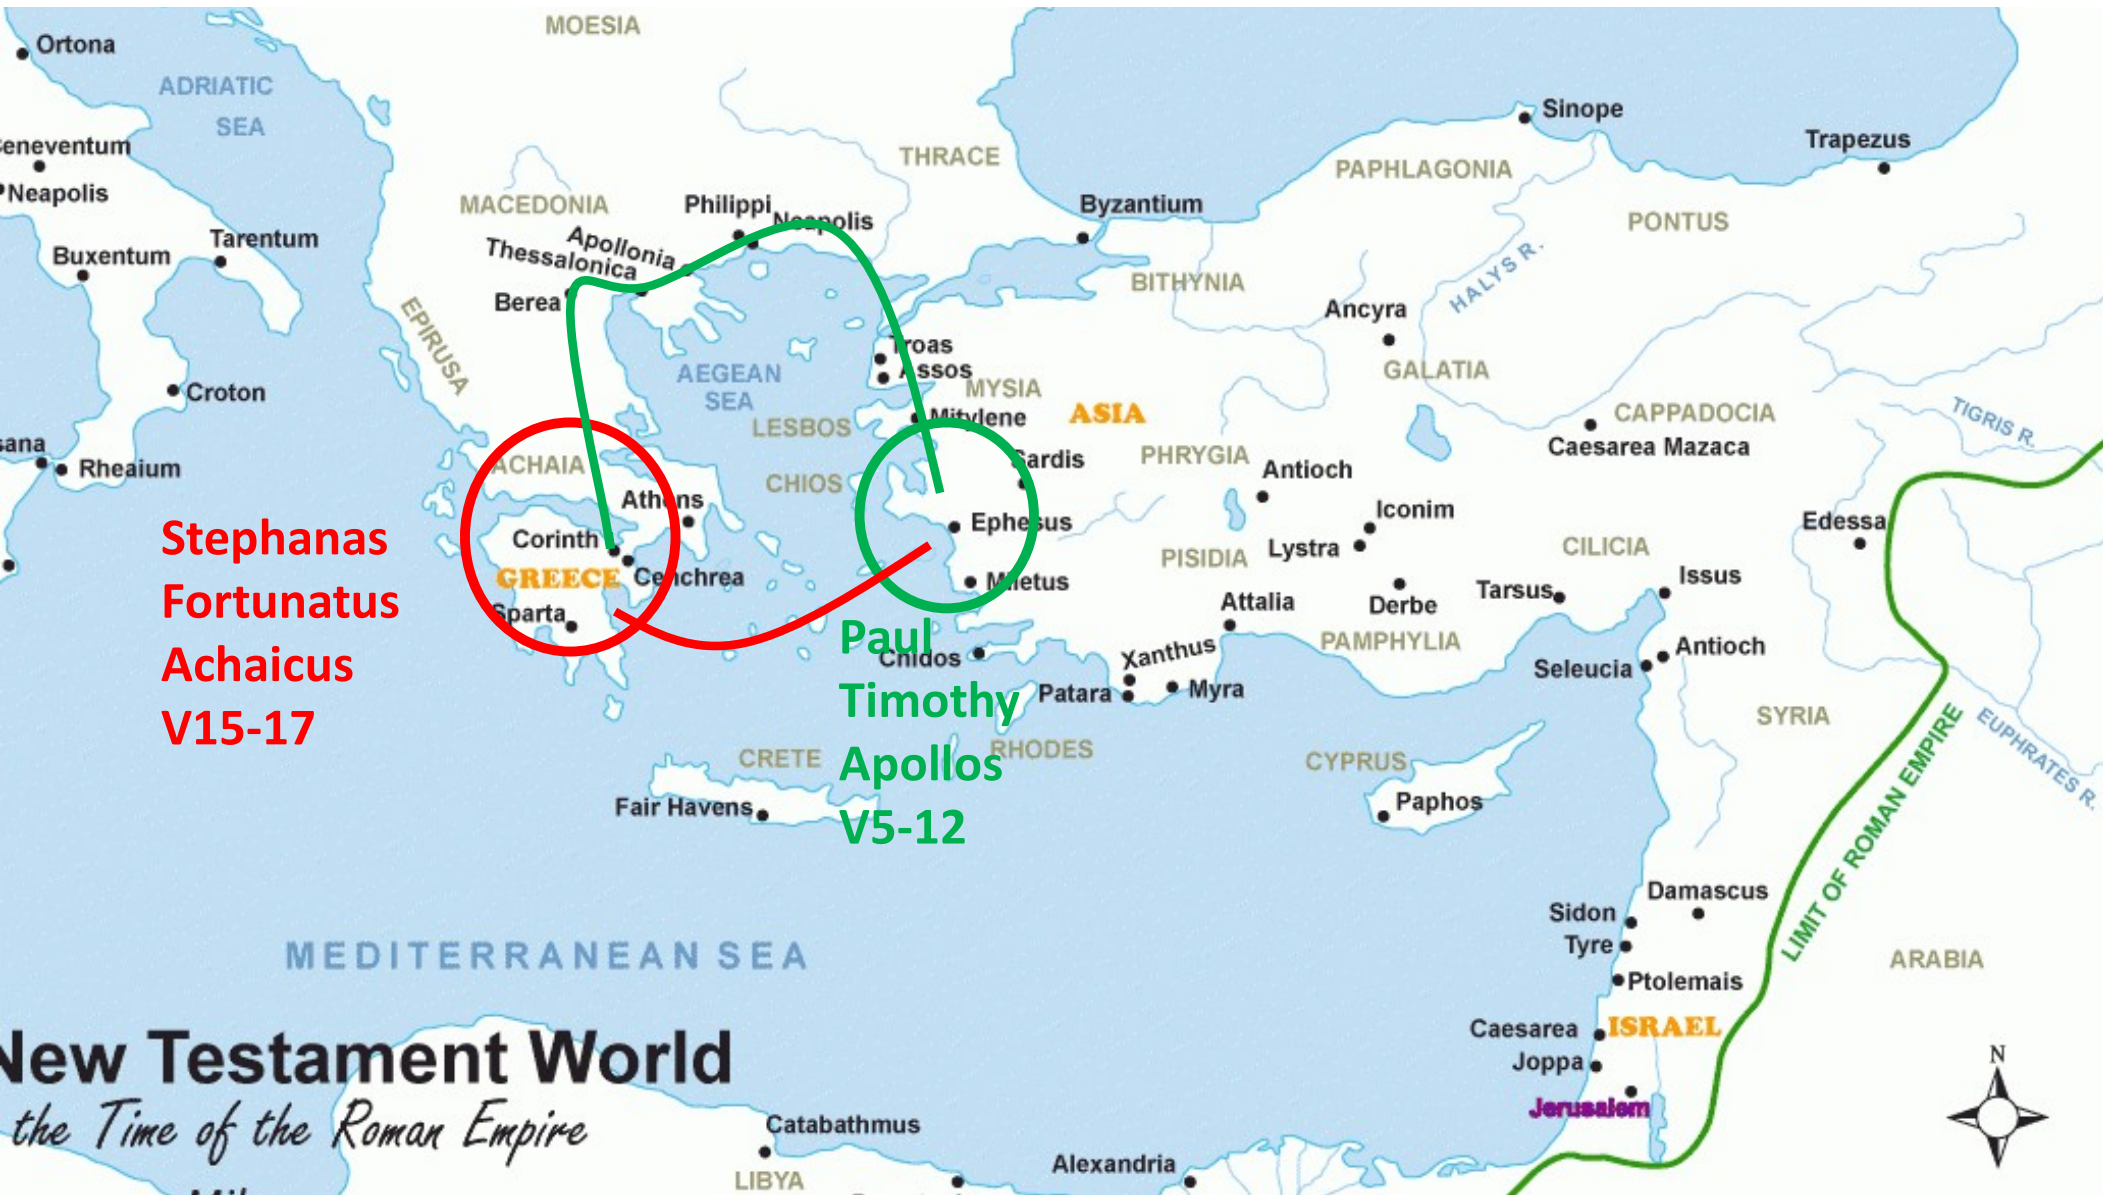 MOESIA
Ortona
ADRIATIC
SEA
Sinope
Trapezus
eneventum
THRACE
PAPHLAGONIA
Neapolis
MACEDONIA
Philippi
Neapolis
Byzantium
PONTUS
Tarentum
Buxentum
Apollonia
Thessalonica
Berea
BITHYNIA
HALYS R.
Ancyra
EPIRUSA
Troas
Assos
AEGEAN
SEA
MYSIA
GALATIA
Croton
LESBOS
Mitylene
ASIA
CAPPADOCIA
Caesarea Mazaca
TIGRIS R.
sana
Rheaium
ACHAIA
Sardis
PHRYGIA
Antioch
CHIOS
Athens
Iconim
Edessa
Ephesus
Corinth
Lystra
CILICIA
PISIDIA
GREECE
Cenchrea
Miletus
Tarsus
Issus
Derbe
Attalia
Sparta
PAMPHYLIA
Stephanas
Fortunatus
Achaicus
V15-17
Paul
Timothy
Apollos
V5-12
Chidos
Xanthus
Patara
Myra
Antioch
Seleucia
SYRIA
EUPHRATES R.
LIMIT OF ROMAN EMPIRE
RHODES
CRETE
CYPRUS
Fair Havens
Paphos
Damascus
Sidon
Tyre
MEDITERRANEAN SEA
ARABIA
Ptolemais
Caesarea
ISRAEL
Joppa
Jerusalem
N
New Testament World
the Time of the Roman Empire
Catabathmus
Alexandria
LIBYA